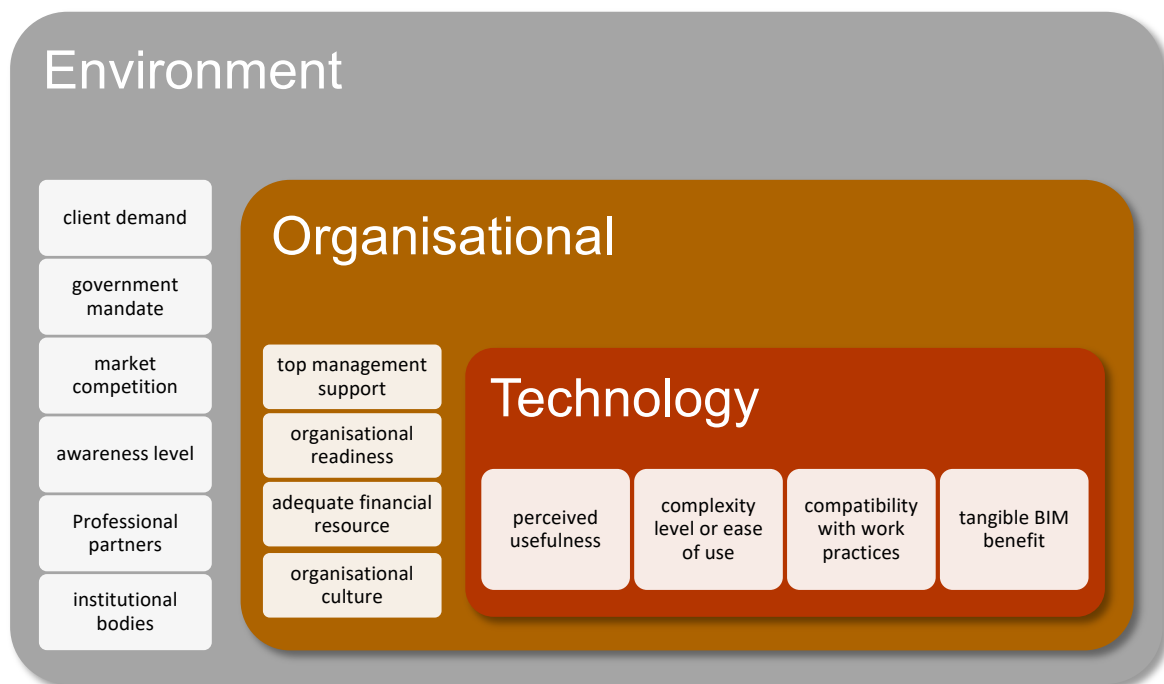 Environment
client demand
government
mandate
market
competition
awareness level
Professional
partners
institutional
bodies
Organisational
top management
support
organisational
readiness
adequate financial
resource
organisational
culture
Technology
perceived
usefulness
complexity
level or ease
of use
compatibility
with work
practices
tangible BIM
benefit